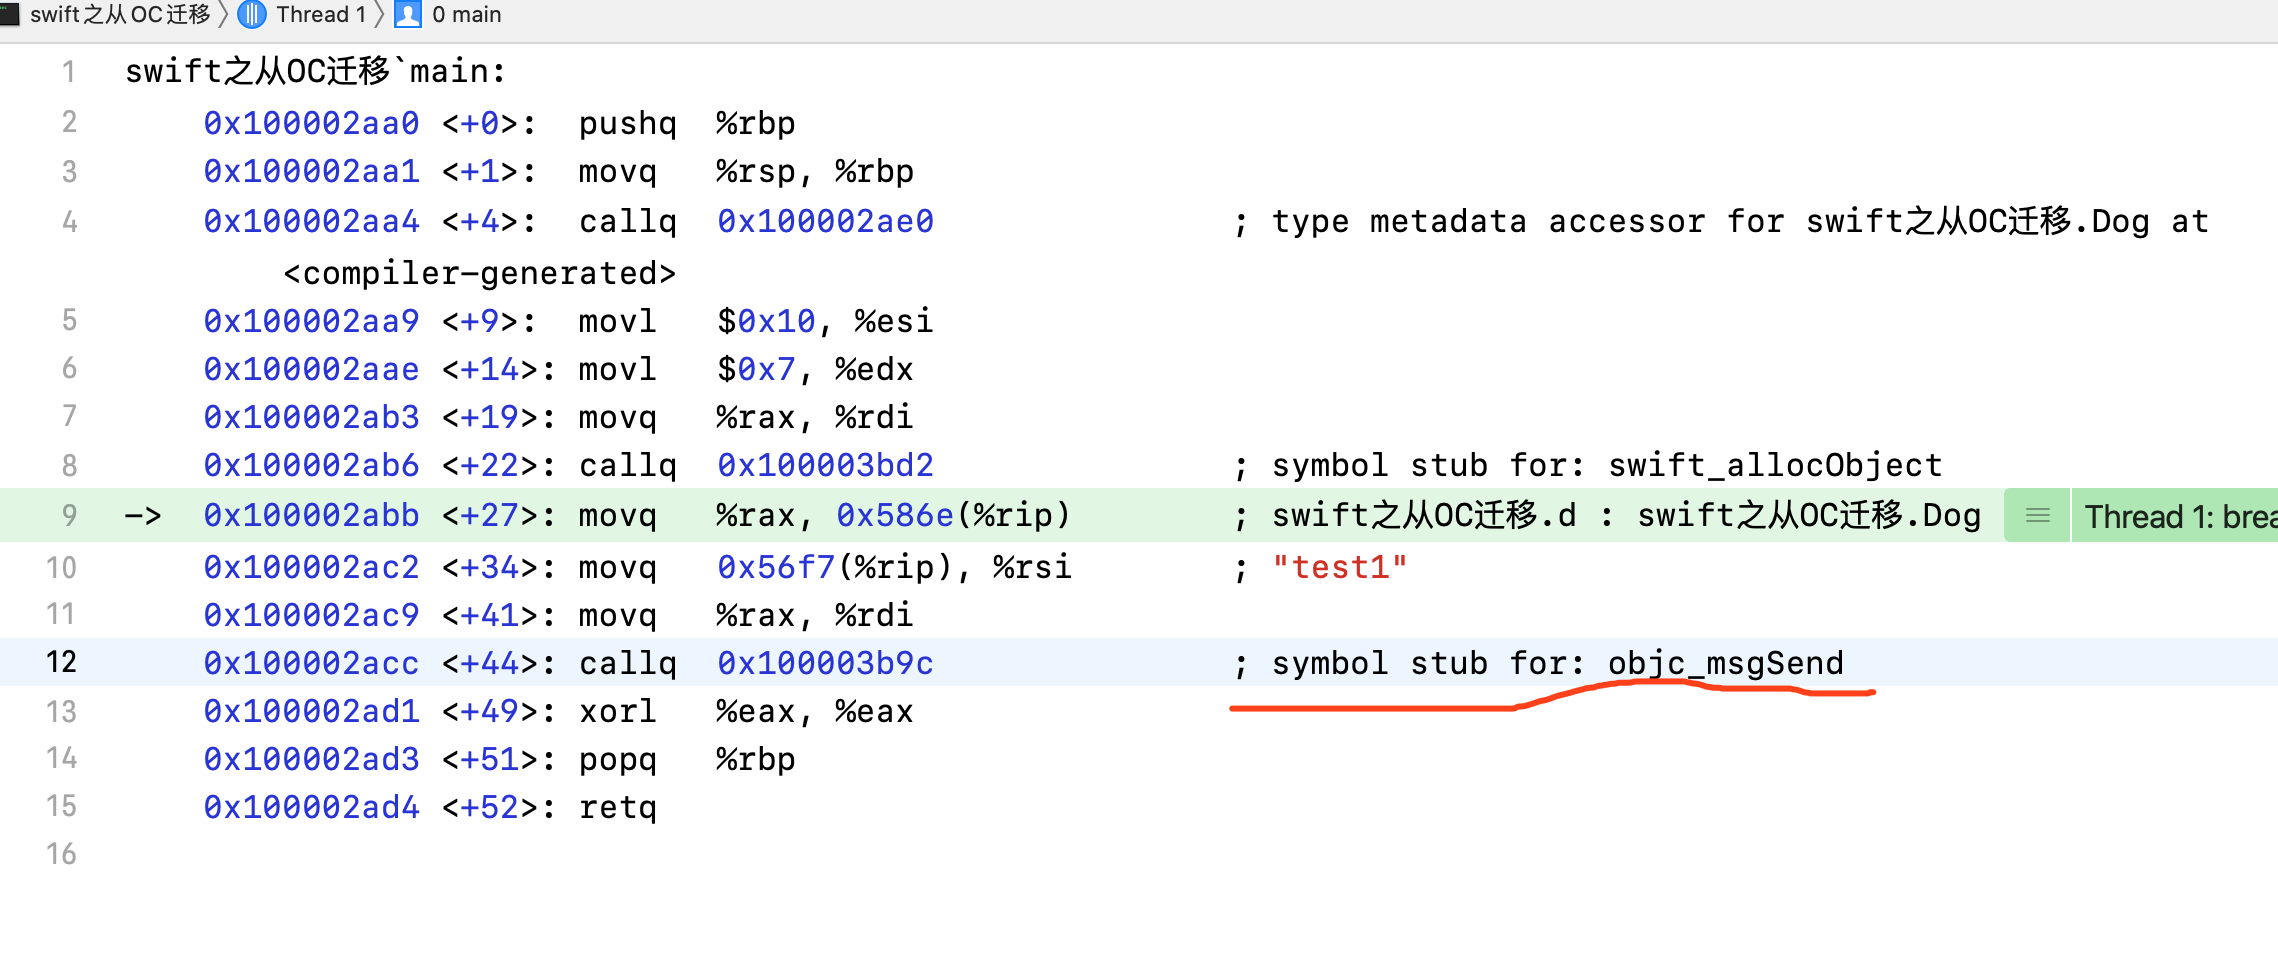 swift之从OC迁移 〉 Thread 1 〉 0 main
1 swift之从OC迁移`main:
2 0x100002aa0 <+0>: pushq %rbp
3 0x100002aa1 <+1>: movq %rsp, %rbp
4 0x100002aa4 <+4>: callq 0x100002ae0 ; type metadata accessor for swift之从OC迁移.Dog at
<compiler-generated>
5 0x100002aa9 <+9>: movl $0x10, %esi
6 0x100002aae <+14>: movl $0x7, %edx
7 0x100002ab3 <+19>: movq %rax, %rdi
8 0x100002ab6 <+22>: callq 0x100003bd2 ; symbol stub for: swift_allocObject
9 -> 0x100002abb <+27>: movq %rax, 0x586e(%rip) ; swift之从OC迁移.d : swift之从OC迁移.Dog Thread 1: brea
10 0x100002ac2 <+34>: movq 0x56f7(%rip), %rsi ; "test1"
11 0x100002ac9 <+41>: movq %rax, %rdi
12 0x100002acc <+44>: callq 0x100003b9c ; symbol stub for: objc_msgSend
13 0x100002ad1 <+49>: xorl %eax, %eax
14 0x100002ad3 <+51>: popq %rbp
15 0x100002ad4 <+52>: retq
16